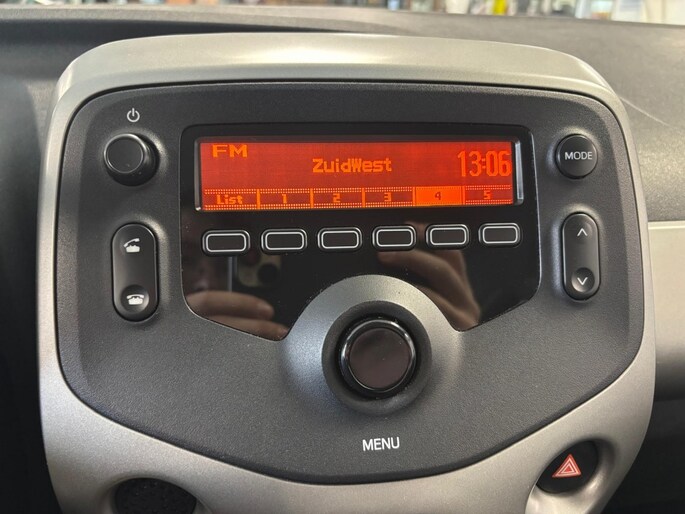 FM
ZuidWest 13:06
List 1 2 3 4 5
MODE
MENU